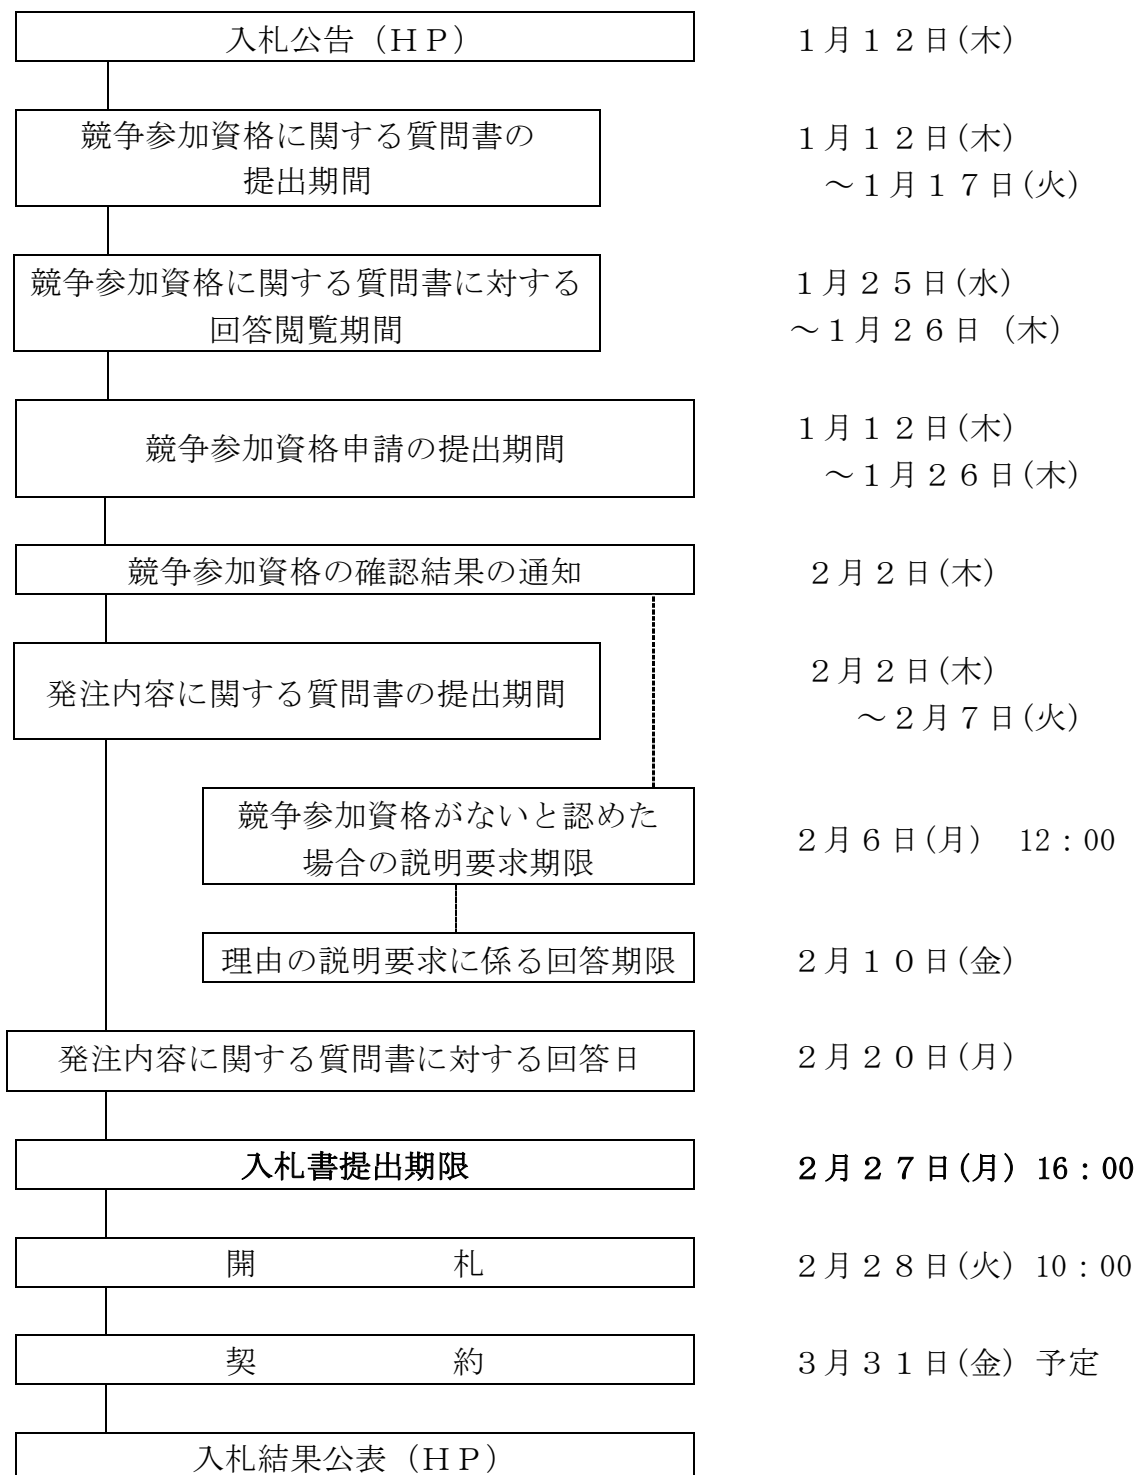 入札公告（ＨＰ）　１月１２日(木)
競争参加資格に関する質問書の　１月１２日(木)
提出期間　～１月１７日(火)
競争参加資格に関する質問書に対する　１月２５日(水)
回答閲覧期間　～１月２６日（木）
競争参加資格申請の提出期間　１月１２日(木)
～１月２６日(木)
競争参加資格の確認結果の通知　２月２日(木)
発注内容に関する質問書の提出期間　２月２日(木)
～２月７日(火)
競争参加資格がないと認めた
場合の説明要求期限　２月６日(月)　12：00
理由の説明要求に係る回答期限　２月１０日(金)
発注内容に関する質問書に対する回答日　２月２０日(月)
入札書提出期限　２月２７日(月) 16：00
開　　　札　２月２８日(火) 10：00
契　　　約　３月３１日(金) 予定
入札結果公表（ＨＰ）